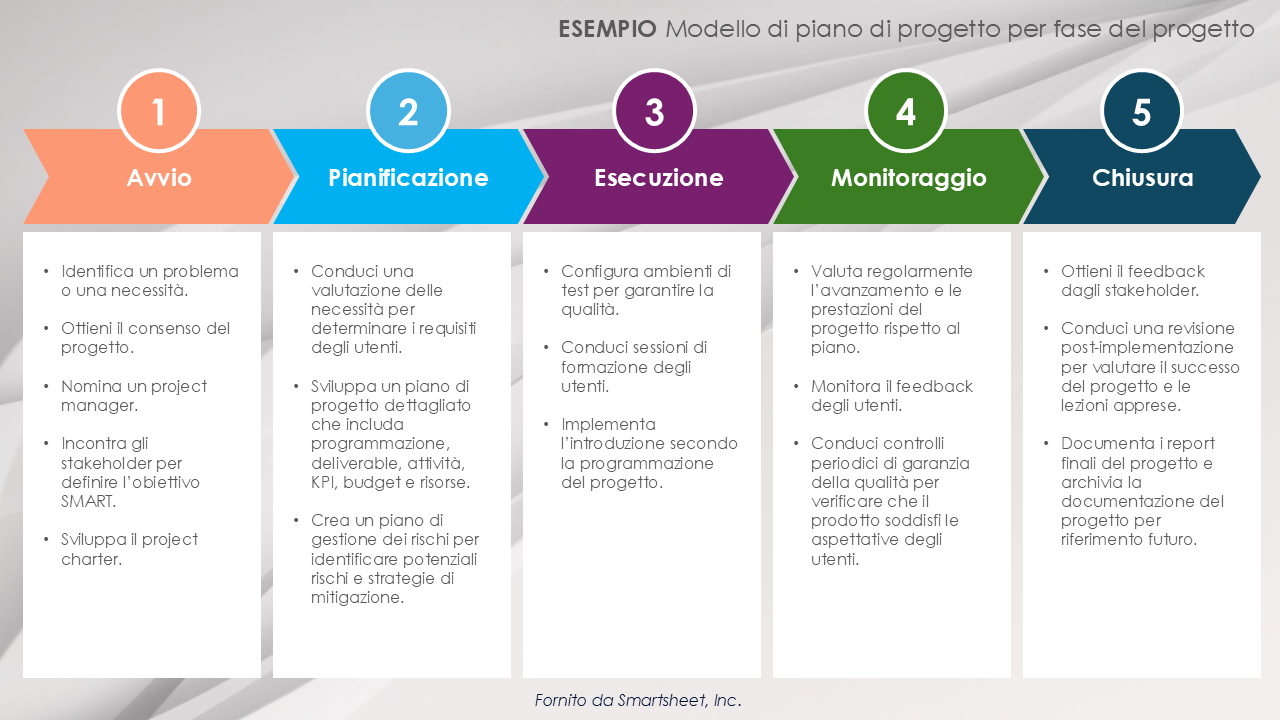 ESEMPIO Modello di piano di progetto per fase del progetto
1
Avvio
• Identifica un problema
o una necessità.
• Ottieni il consenso del
progetto.
• Nomina un project
manager.
• Incontra gli
stakeholder per
definire l’obiettivo
SMART.
• Sviluppa il project
charter.
2
Pianificazione
• Conduci una
valutazione delle
necessità per
determinare i requisiti
degli utenti.
• Sviluppa un piano di
progetto dettagliato
che includa
programmazione,
deliverable, attività,
KPI, budget e risorse.
• Crea un piano di
gestione dei rischi per
identificare potenziali
rischi e strategie di
mitigazione.
3
Esecuzione
• Configura ambienti di
test per garantire la
qualità.
• Conduci sessioni di
formazione degli
utenti.
• Implementa
l’introduzione secondo
la programmazione
del progetto.
4
Monitoraggio
• Valuta regolarmente
l’avanzamento e le
prestazioni del
progetto rispetto al
piano.
• Monitora il feedback
degli utenti.
• Conduci controlli
periodici di garanzia
della qualità per
verificare che il
prodotto soddisfi le
aspettative degli
utenti.
5
Chiusura
• Ottieni il feedback
dagli stakeholder.
• Conduci una revisione
post-implementazione
per valutare il successo
del progetto e le
lezioni apprese.
• Documenta i report
finali del progetto e
archivia la
documentazione del
progetto per
riferimento futuro.
Fornito da Smartsheet, Inc.